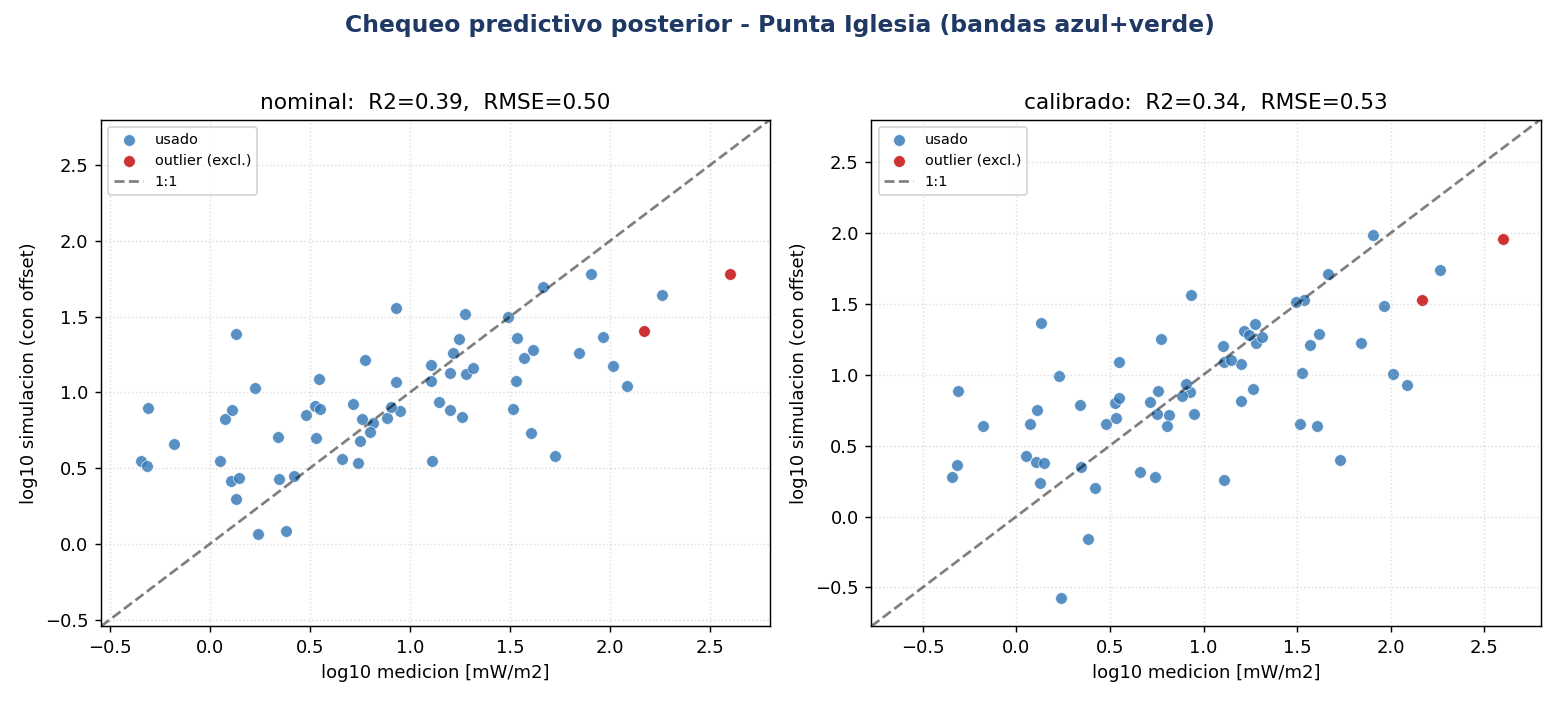 Chequeo predictivo posterior - Punta Iglesia (bandas azul+verde)
nominal:  R2=0.39,  RMSE=0.50
usado
outlier (excl.)
1:1
2.5
2.0
1.5
1.0
0.5
0.0
−0.5
log10 simulacion (con offset)
−0.5 0.0 0.5 1.0 1.5 2.0 2.5
log10 medicion [mW/m2]
calibrado:  R2=0.34,  RMSE=0.53
usado
outlier (excl.)
1:1
2.5
2.0
1.5
1.0
0.5
0.0
−0.5
log10 simulacion (con offset)
−0.5 0.0 0.5 1.0 1.5 2.0 2.5
log10 medicion [mW/m2]